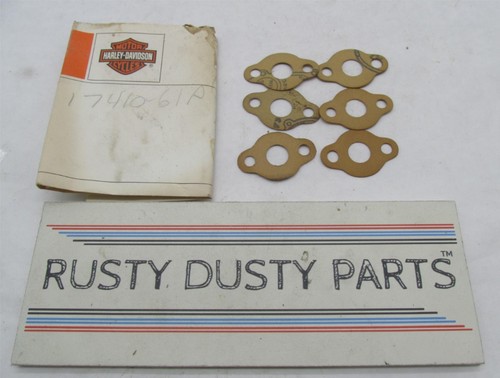 MOTOR
HARLEY-DAVIDSON
CYCLES
17410-61A
RUSTY DUSTY PARTS™